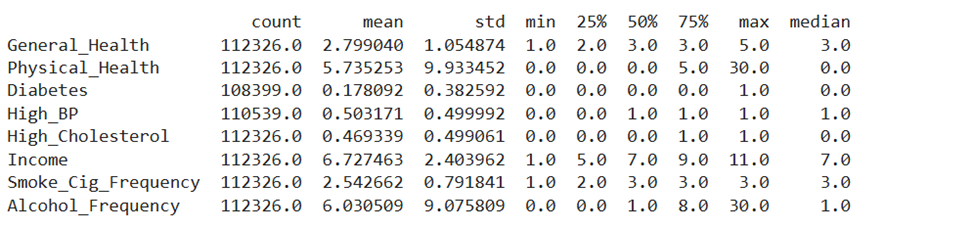 count mean std min 25% 50% 75% max median
General_Health 112326.0 2.799040 1.054874 1.0 2.0 3.0 3.0 5.0 3.0
Physical_Health 112326.0 5.735253 9.933452 0.0 0.0 0.0 5.0 30.0 0.0
Diabetes 108399.0 0.178092 0.382592 0.0 0.0 0.0 0.0 1.0 0.0
High_BP 110539.0 0.503171 0.499992 0.0 0.0 1.0 1.0 1.0 1.0
High_Cholesterol 112326.0 0.469339 0.499061 0.0 0.0 0.0 1.0 1.0 0.0
Income 112326.0 6.727463 2.403962 1.0 5.0 7.0 9.0 11.0 7.0
Smoke_Cig_Frequency 112326.0 2.542662 0.791841 1.0 2.0 3.0 3.0 3.0 3.0
Alcohol_Frequency 112326.0 6.030509 9.075809 0.0 0.0 1.0 8.0 30.0 1.0